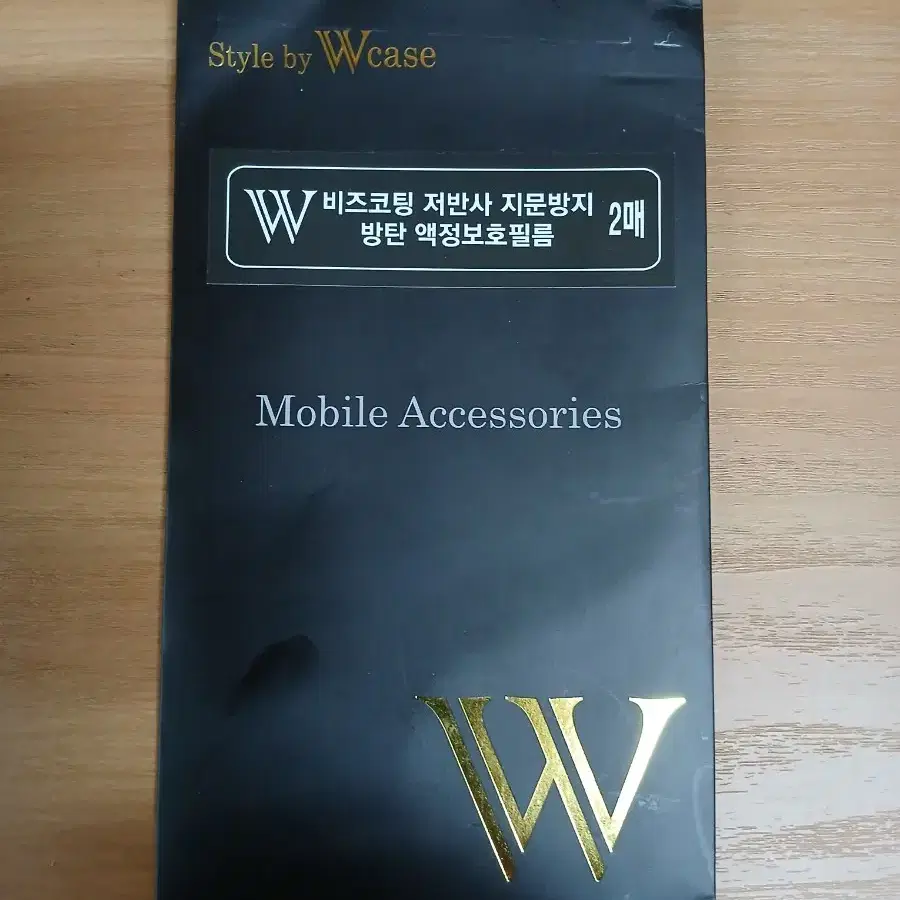 Style by Wcase
W 비즈코팅 저반사 지문방지
방탄 액정보호필름
2매
Mobile Accessories
W